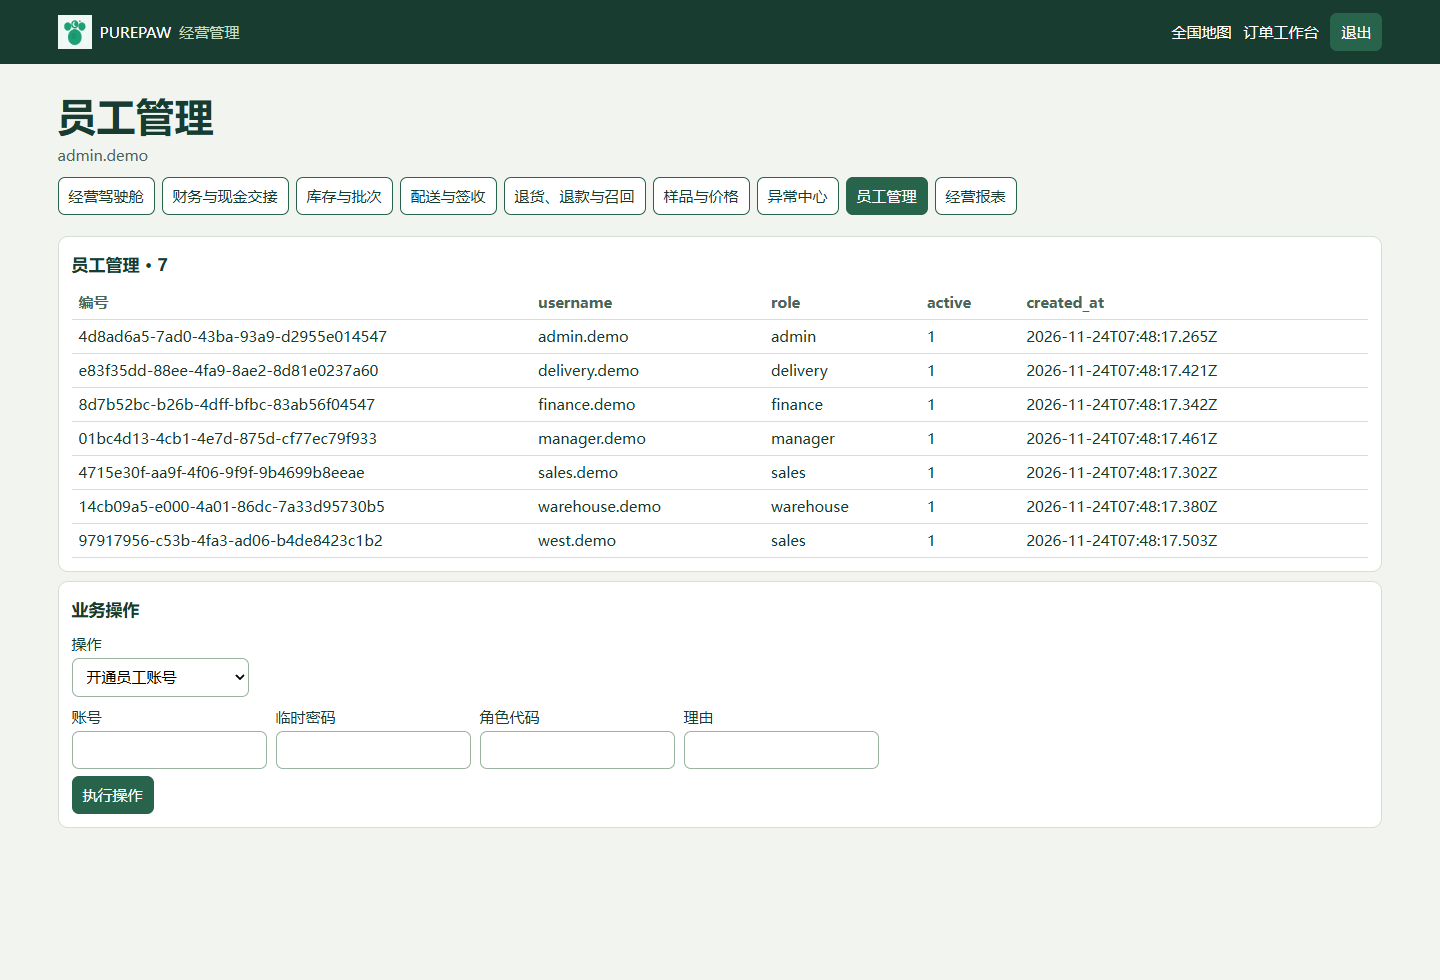 PUREPAW 经营管理 全国地图 订单工作台 退出
员工管理
admin.demo
经营驾驶舱 财务与现金交接 库存与批次 配送与签收 退货、退款与召回 样品与价格 异常中心 员工管理 经营报表
员工管理 • 7
编号 username role active created_at
4d8ad6a5-7ad0-43ba-93a9-d2955e014547 admin.demo admin 1 2026-11-24T07:48:17.265Z
e83f35dd-88ee-4fa9-8ae2-8d81e0237a60 delivery.demo delivery 1 2026-11-24T07:48:17.421Z
8d7b52bc-b26b-4dff-bfbc-83ab56f04547 finance.demo finance 1 2026-11-24T07:48:17.342Z
01bc4d13-4cb1-4e7d-875d-cf77ec79f933 manager.demo manager 1 2026-11-24T07:48:17.461Z
4715e30f-aa9f-4f06-9f9f-9b4699b8eeae sales.demo sales 1 2026-11-24T07:48:17.302Z
14cb09a5-e000-4a01-86dc-7a33d95730b5 warehouse.demo warehouse 1 2026-11-24T07:48:17.380Z
97917956-c53b-4fa3-ad06-b4de8423c1b2 west.demo sales 1 2026-11-24T07:48:17.503Z
业务操作
操作
开通员工账号
账号 临时密码 角色代码 理由
执行操作